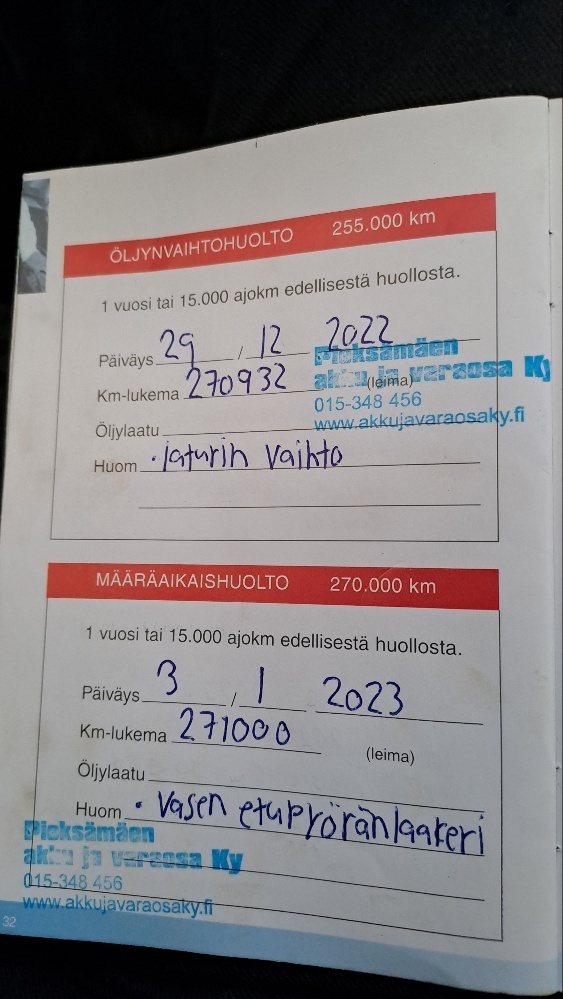 ÖLJYNVAIHTOHUOLTO 255.000 km
1 vuosi tai 15.000 ajokm edellisestä huollosta.
Päiväys 29 / 12 2022
Pieksämäen
Km-lukema 270932 (leima)
akku ja varaosa Ky
015-348 456
Öljylaatu
www.akkujavaraosaky.fi
Huom • laturin vaihto
MÄÄRÄAIKAISHUOLTO 270.000 km
1 vuosi tai 15.000 ajokm edellisestä huollosta.
Päiväys 3 / 1 2023
Km-lukema 271000
(leima)
Öljylaatu
Huom • vasen etupyöränlaakeri
Pieksämäen
akku ja varaosa Ky
015-348 456
www.akkujavaraosaky.fi
32